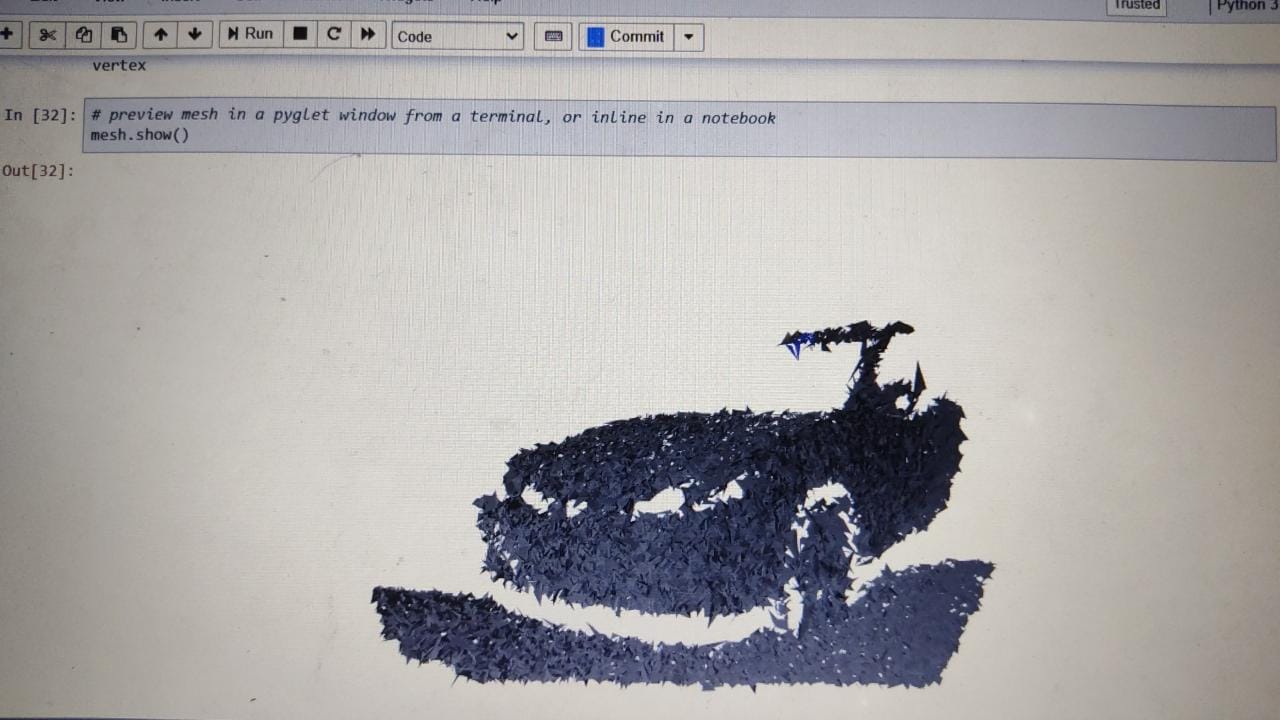 Trusted
Python 3
Run
Code
Commit
vertex
In [32]:
# preview mesh in a pyglet window from a terminal, or inline in a notebook
mesh.show()
Out[32]: